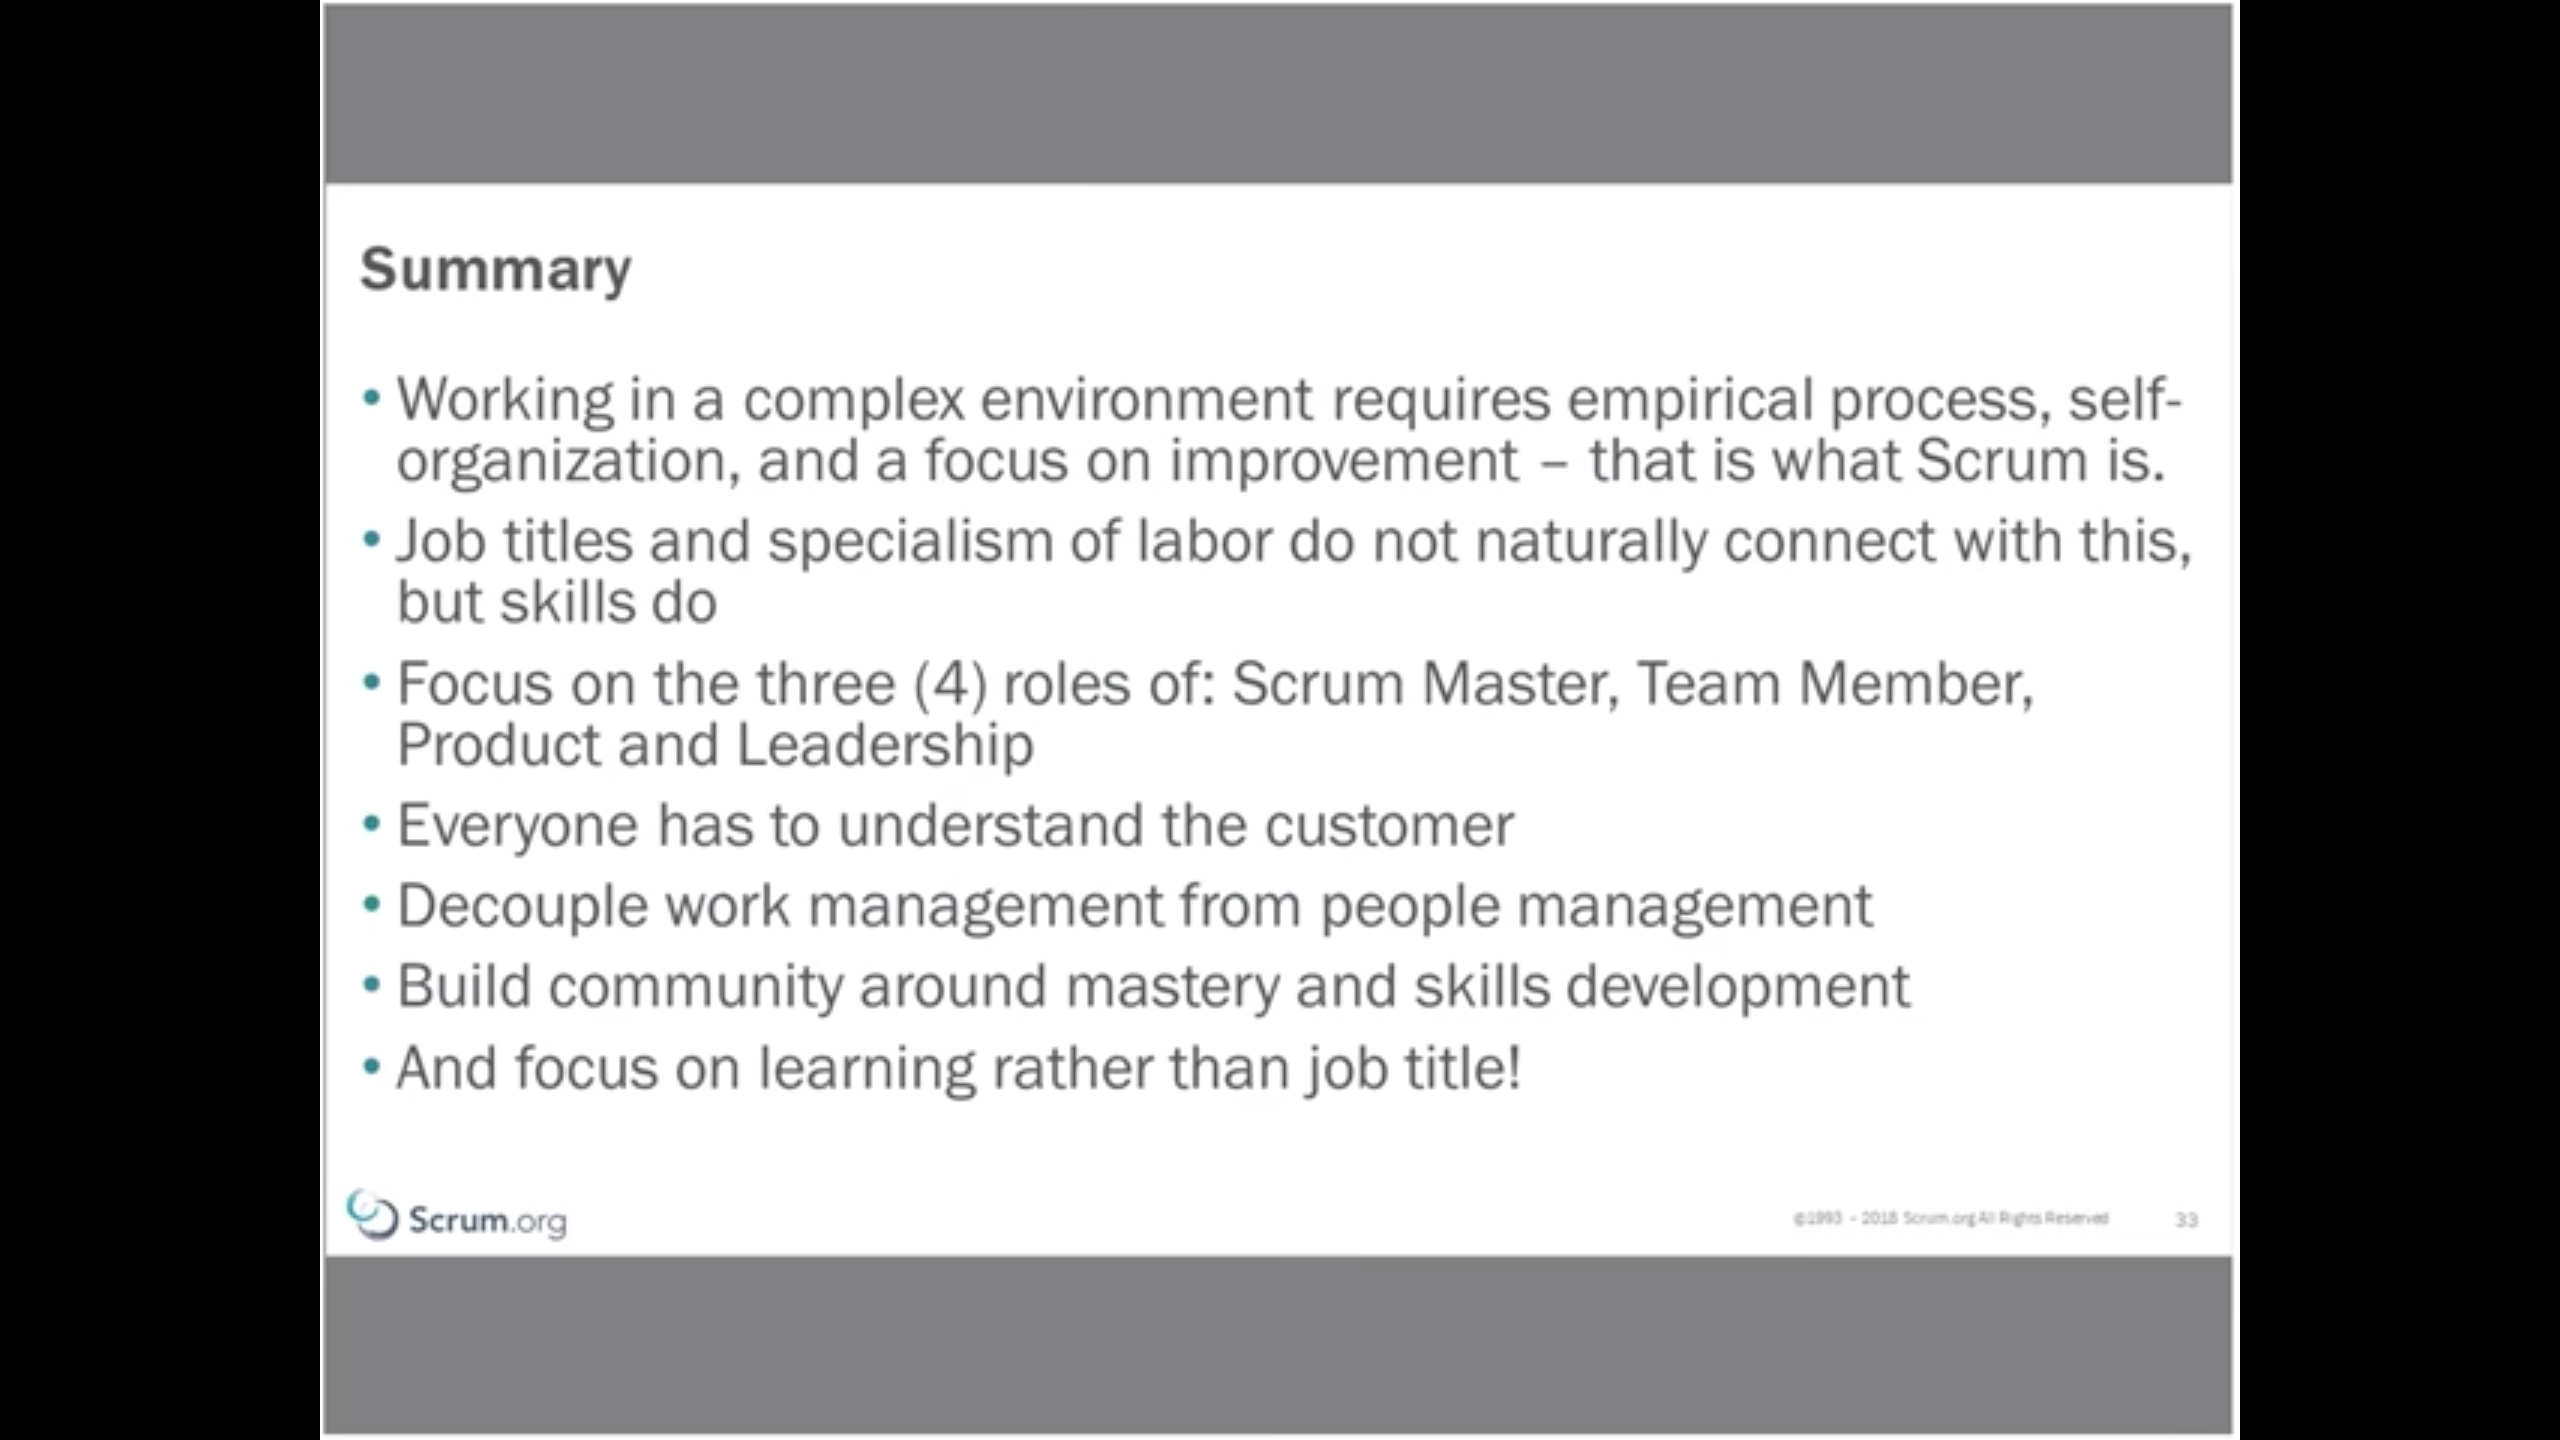 Summary
• Working in a complex environment requires empirical process, self-
organization, and a focus on improvement – that is what Scrum is.
• Job titles and specialism of labor do not naturally connect with this,
but skills do
• Focus on the three (4) roles of: Scrum Master, Team Member,
Product and Leadership
• Everyone has to understand the customer
• Decouple work management from people management
• Build community around mastery and skills development
• And focus on learning rather than job title!
Scrum.org
©1993 - 2018 Scrum.org All Rights Reserved
33